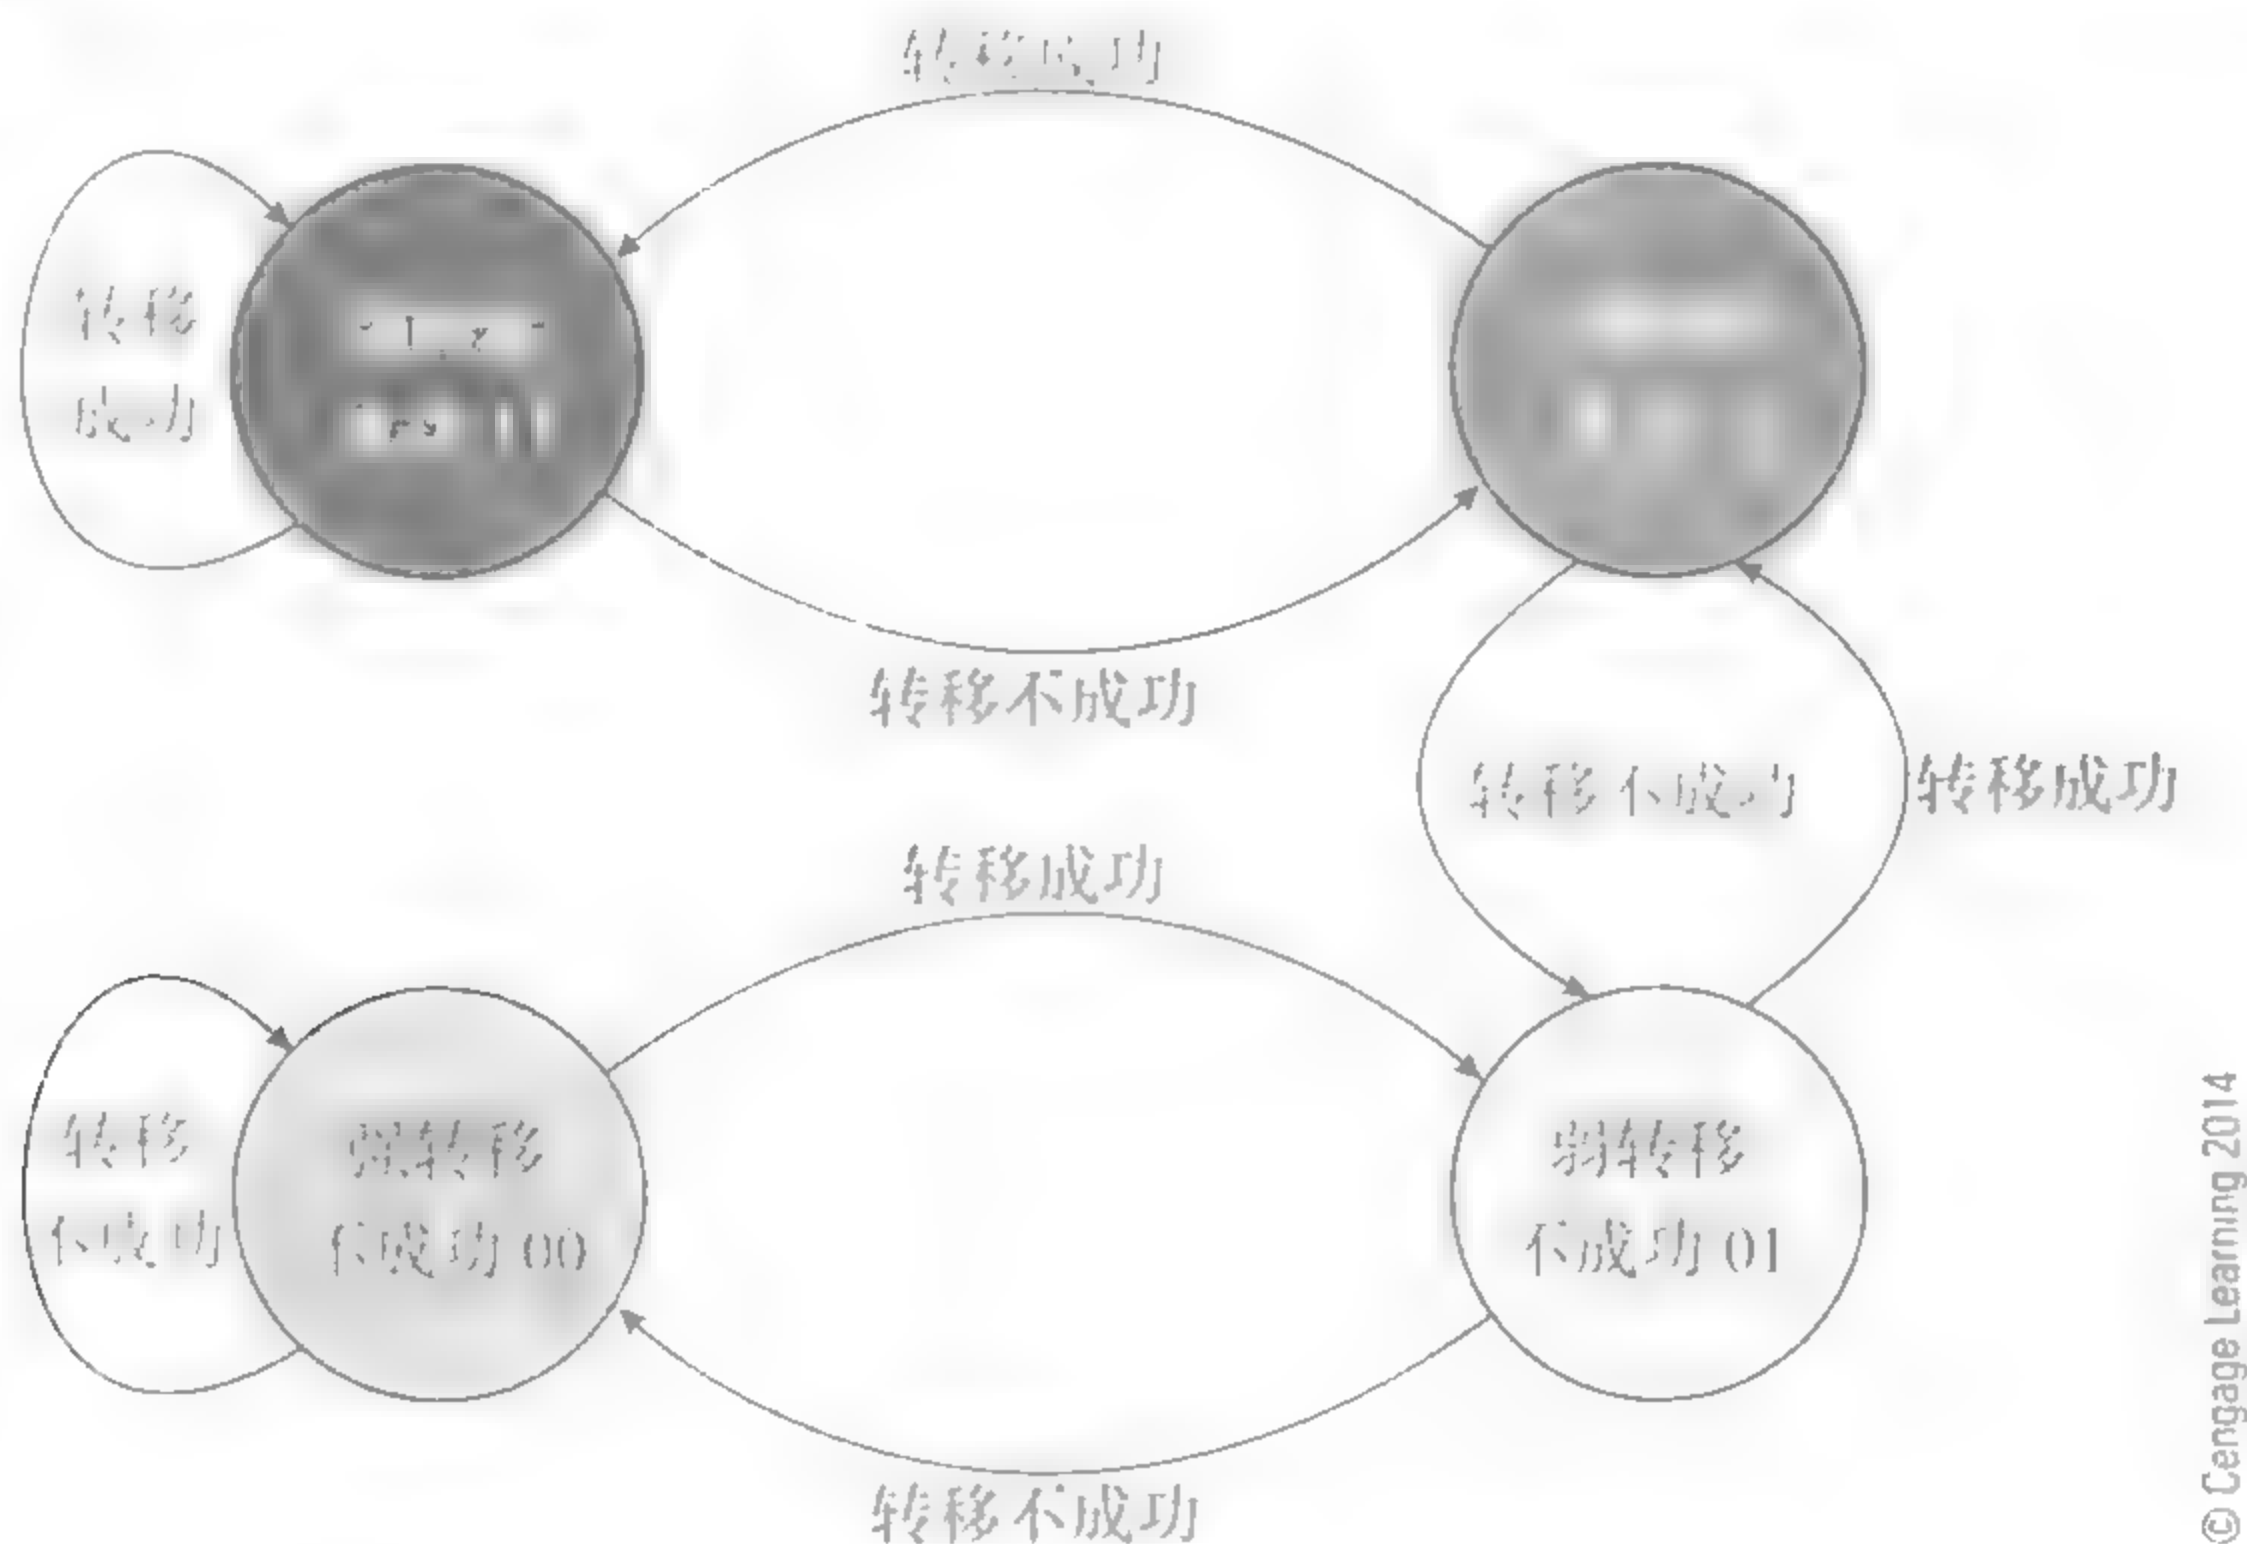 转移成功
转移
成功
转移不成功
转移不成功
转移成功
转移成功
转移
不成功
强转移
不成功 00
弱转移
不成功 01
转移不成功
© Cengage Learning 2014